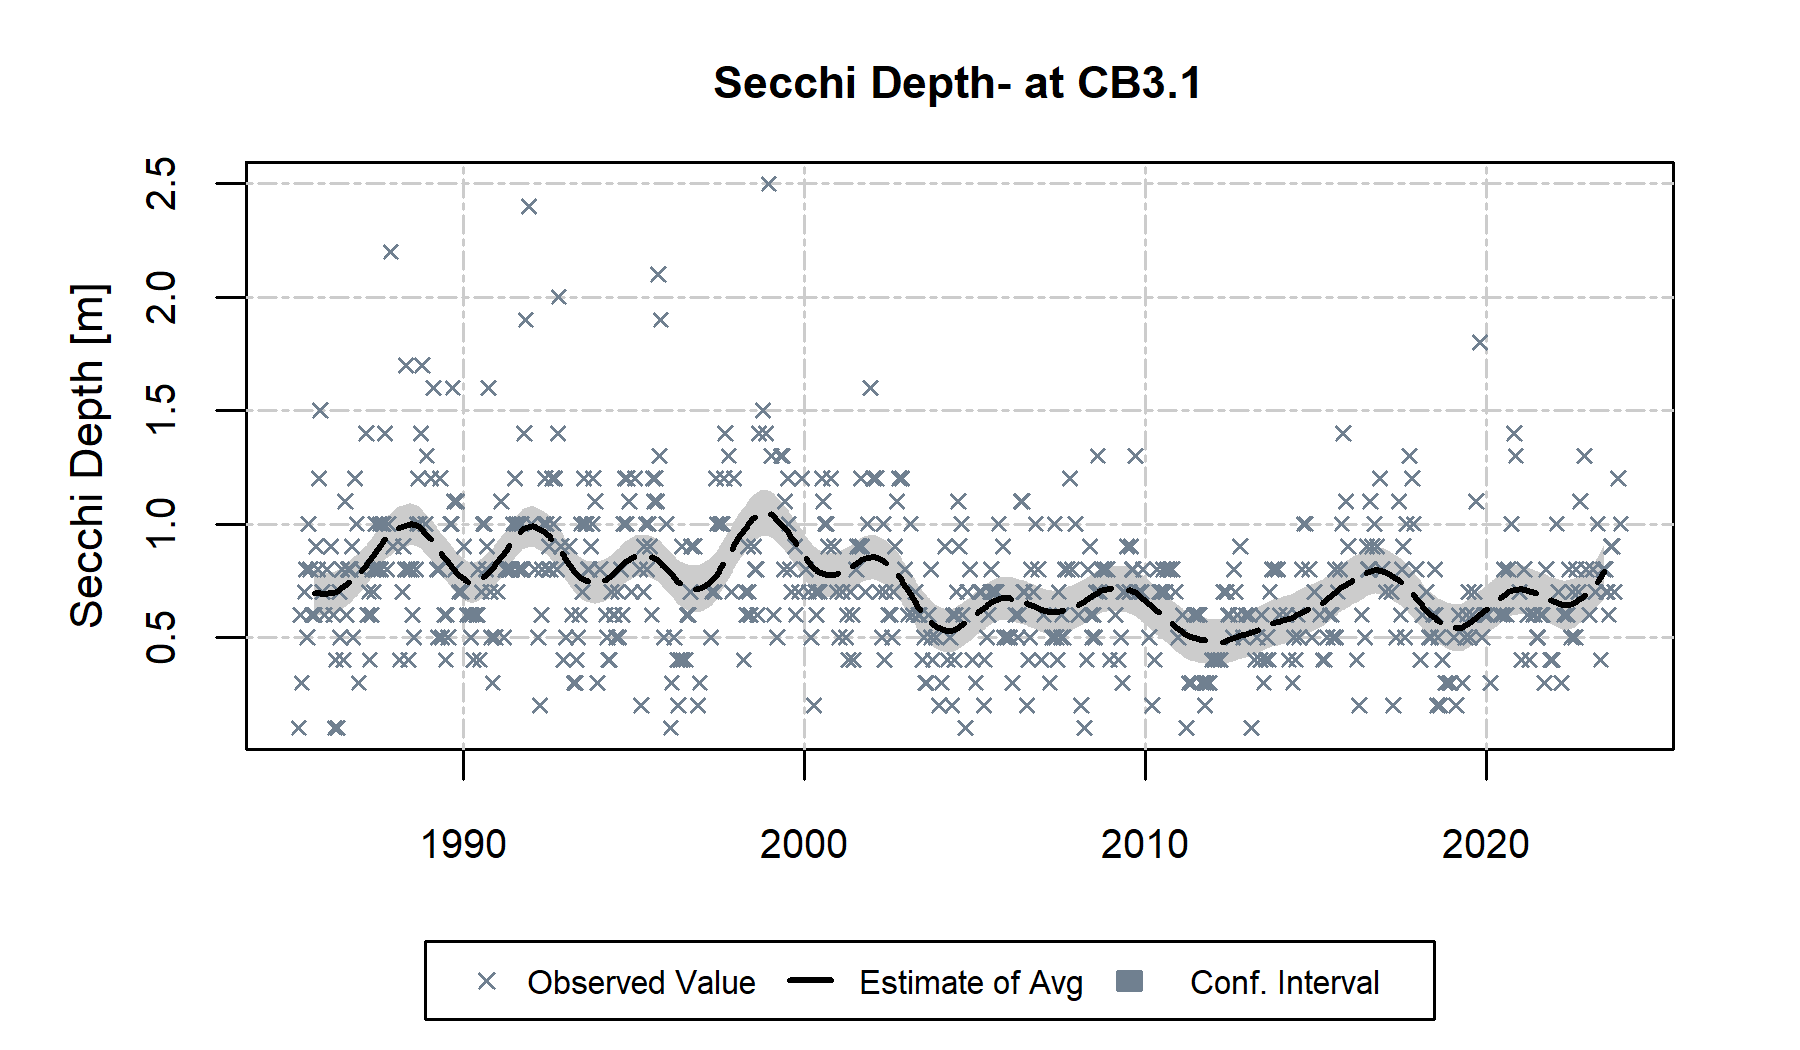 Secchi Depth- at CB3.1
Secchi Depth [m]
2.5
2.0
1.5
1.0
0.5
1990 2000 2010 2020
Observed Value Estimate of Avg Conf. Interval